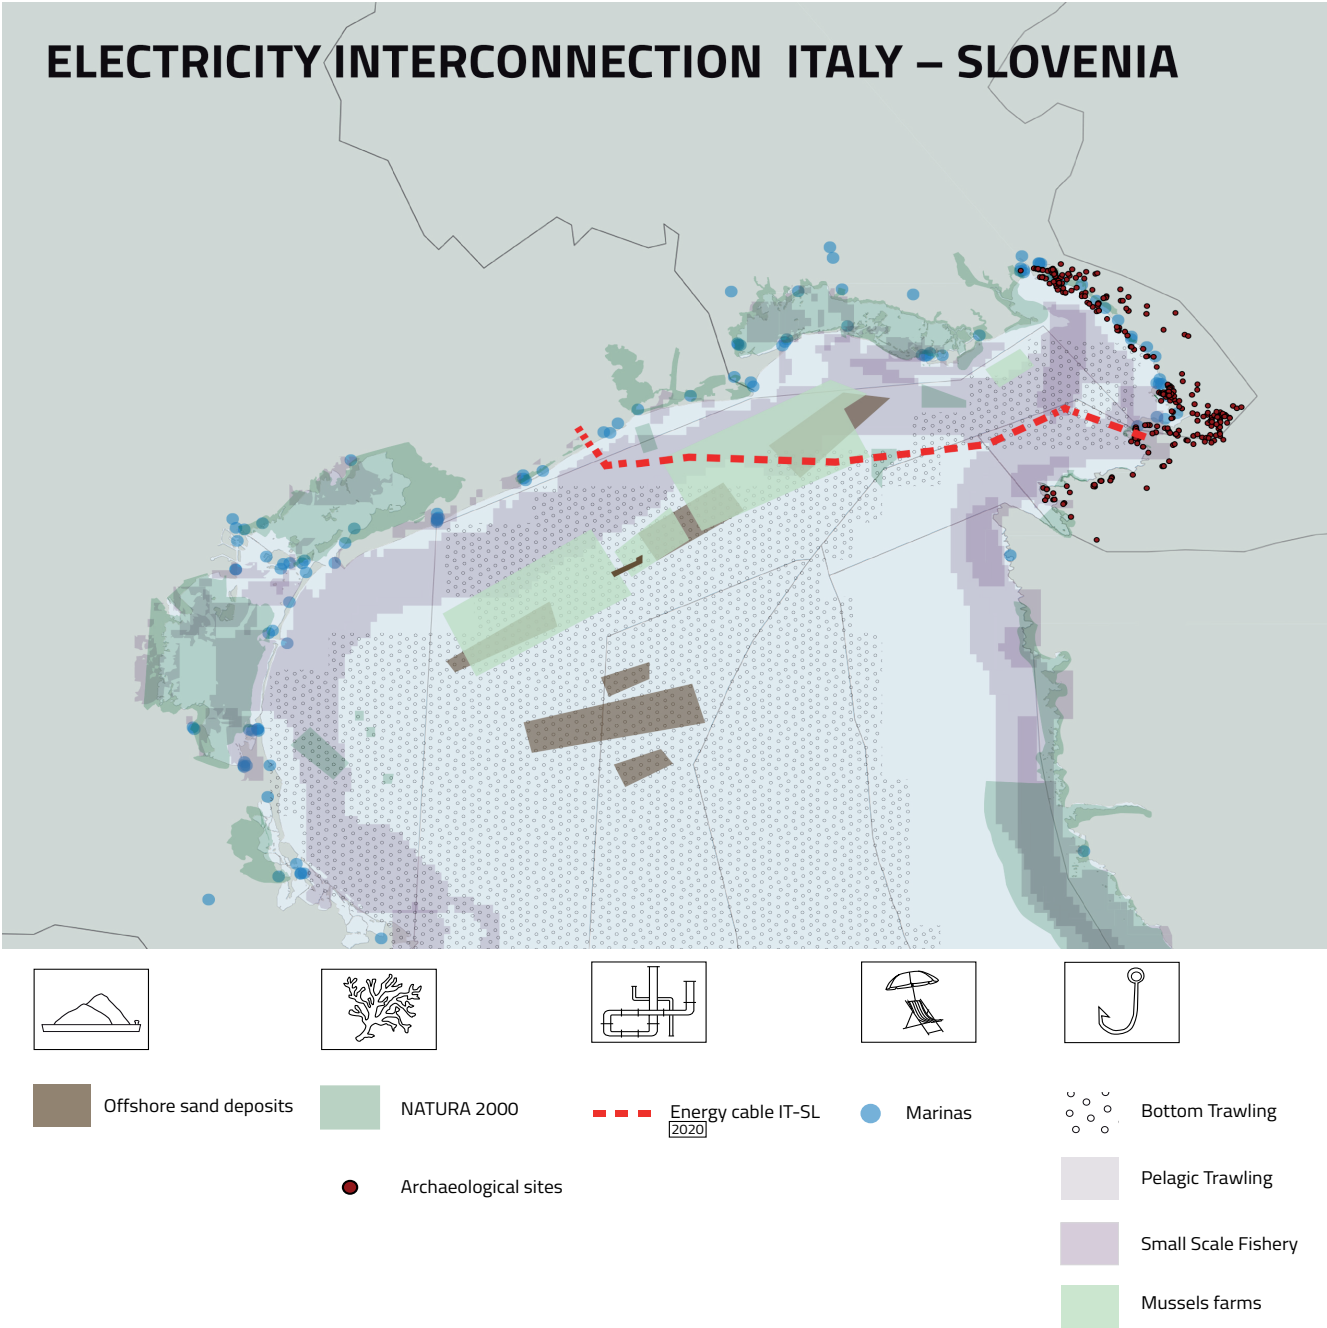 ELECTRICITY INTERCONNECTION ITALY – SLOVENIA
Offshore sand deposits
NATURA 2000
Energy cable IT-SL
2020
Marinas
Bottom Trawling
Archaeological sites
Pelagic Trawling
Small Scale Fishery
Mussels farms